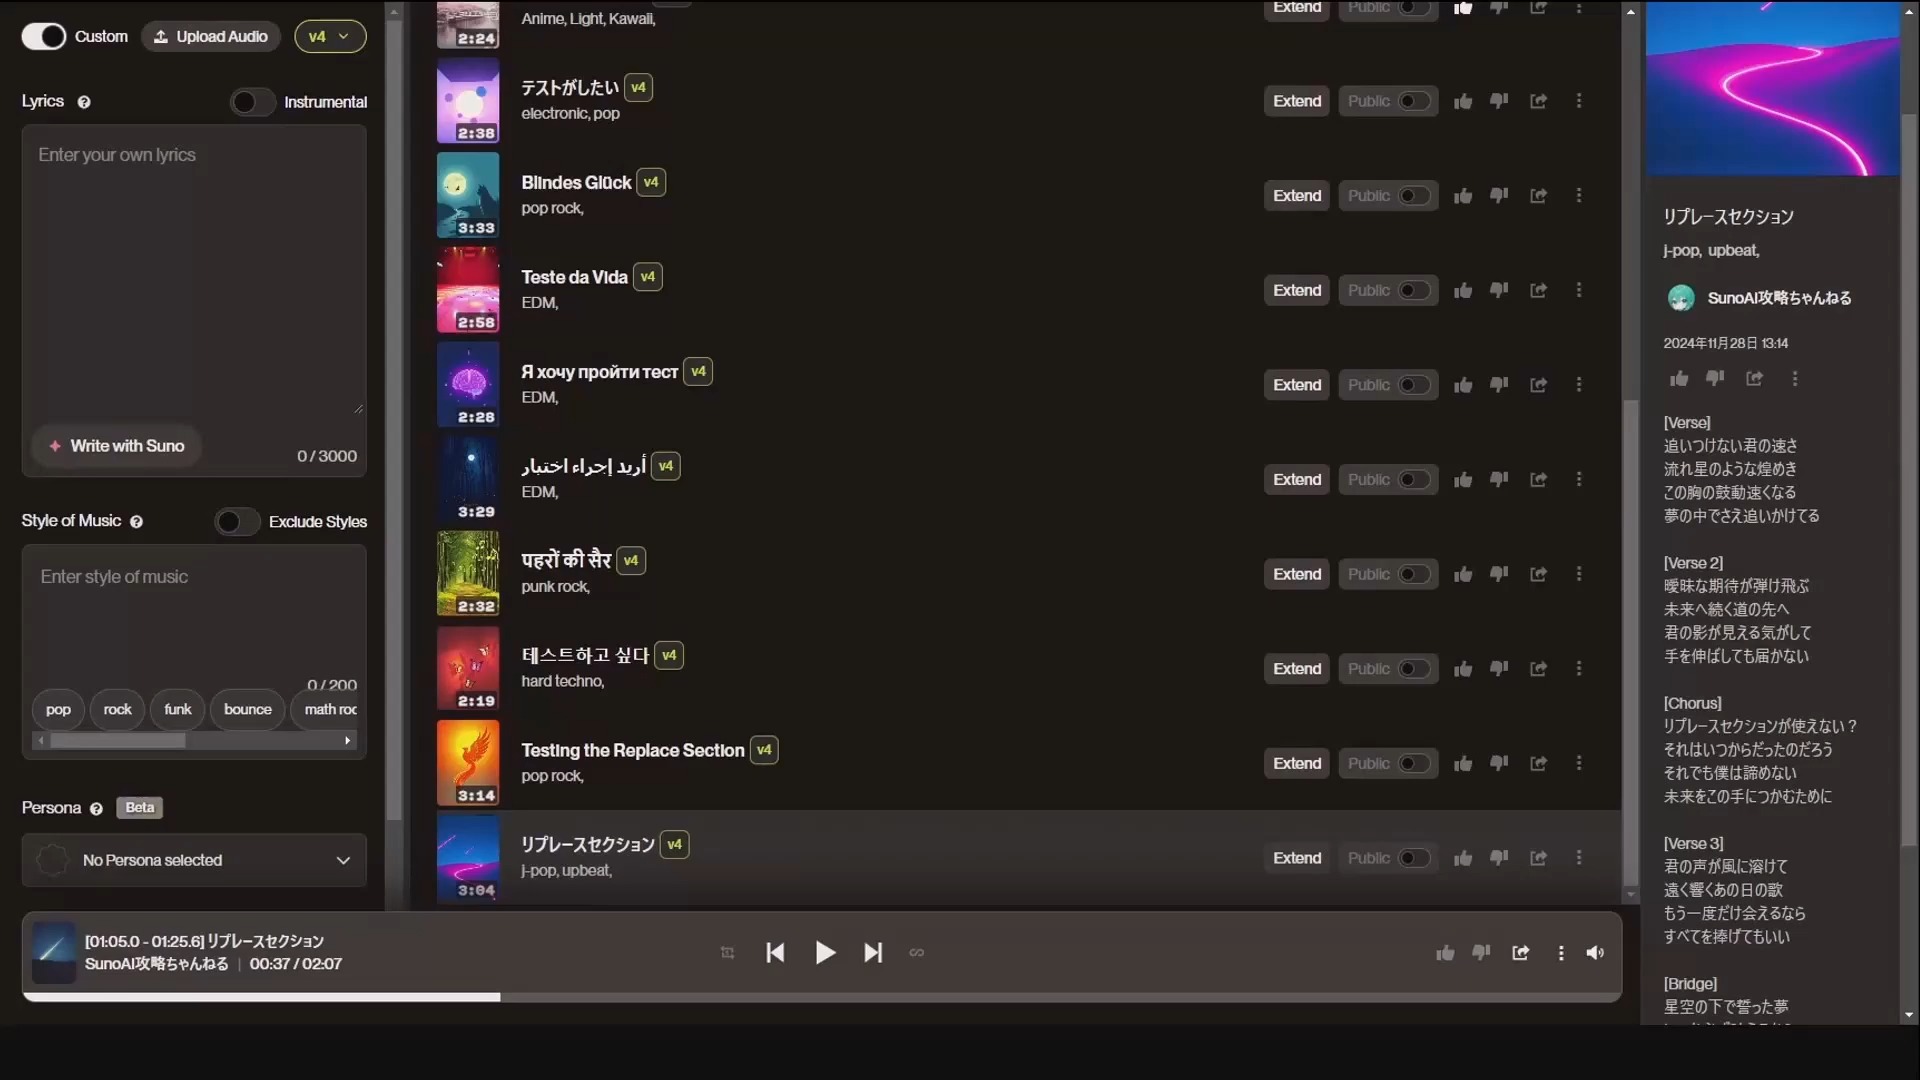 Custom
Upload Audio
v4
Lyrics
Instrumental
Enter your own lyrics
Write with Suno
0 / 3000
Style of Music
Exclude Styles
Enter style of music
0 / 200
pop
rock
funk
bounce
math roc
Persona
Beta
No Persona selected
2:24
Anime, Light, Kawaii,
Extend
Public
2:38
テストがしたい v4
electronic, pop
Extend
Public
3:33
Blindes Glück v4
pop rock,
Extend
Public
2:58
Teste da Vida v4
EDM,
Extend
Public
2:28
Я хочу пройти тест v4
EDM,
Extend
Public
3:29
أريد إجراء اختبار v4
EDM,
Extend
Public
2:32
पहरों की सैर v4
punk rock,
Extend
Public
2:19
테스트하고 싶다 v4
hard techno,
Extend
Public
3:14
Testing the Replace Section v4
pop rock,
Extend
Public
3:04
リプレースセクション v4
j-pop, upbeat,
Extend
Public
[01:05.0 - 01:25.6] リプレースセクション
SunoAI攻略ちゃんねる | 00:37 / 02:07
リプレースセクション
j-pop, upbeat,
SunoAI攻略ちゃんねる
2024年11月28日 13:14
[Verse]
追いつけない君の速さ
流れ星のような煌めき
この胸の鼓動速くなる
夢の中でさえ追いかけてる
[Verse 2]
曖昧な期待が弾け飛ぶ
未来へ続く道の先へ
君の影が見える気がして
手を伸ばしても届かない
[Chorus]
リプレースセクションが使えない？
それはいつからだったのだろう
それでも僕は諦めない
未来をこの手につかむために
[Verse 3]
君の声が風に溶けて
遠く響くあの日の歌
もう一度だけ会えるなら
すべてを捧げてもいい
[Bridge]
星空の下で誓った夢